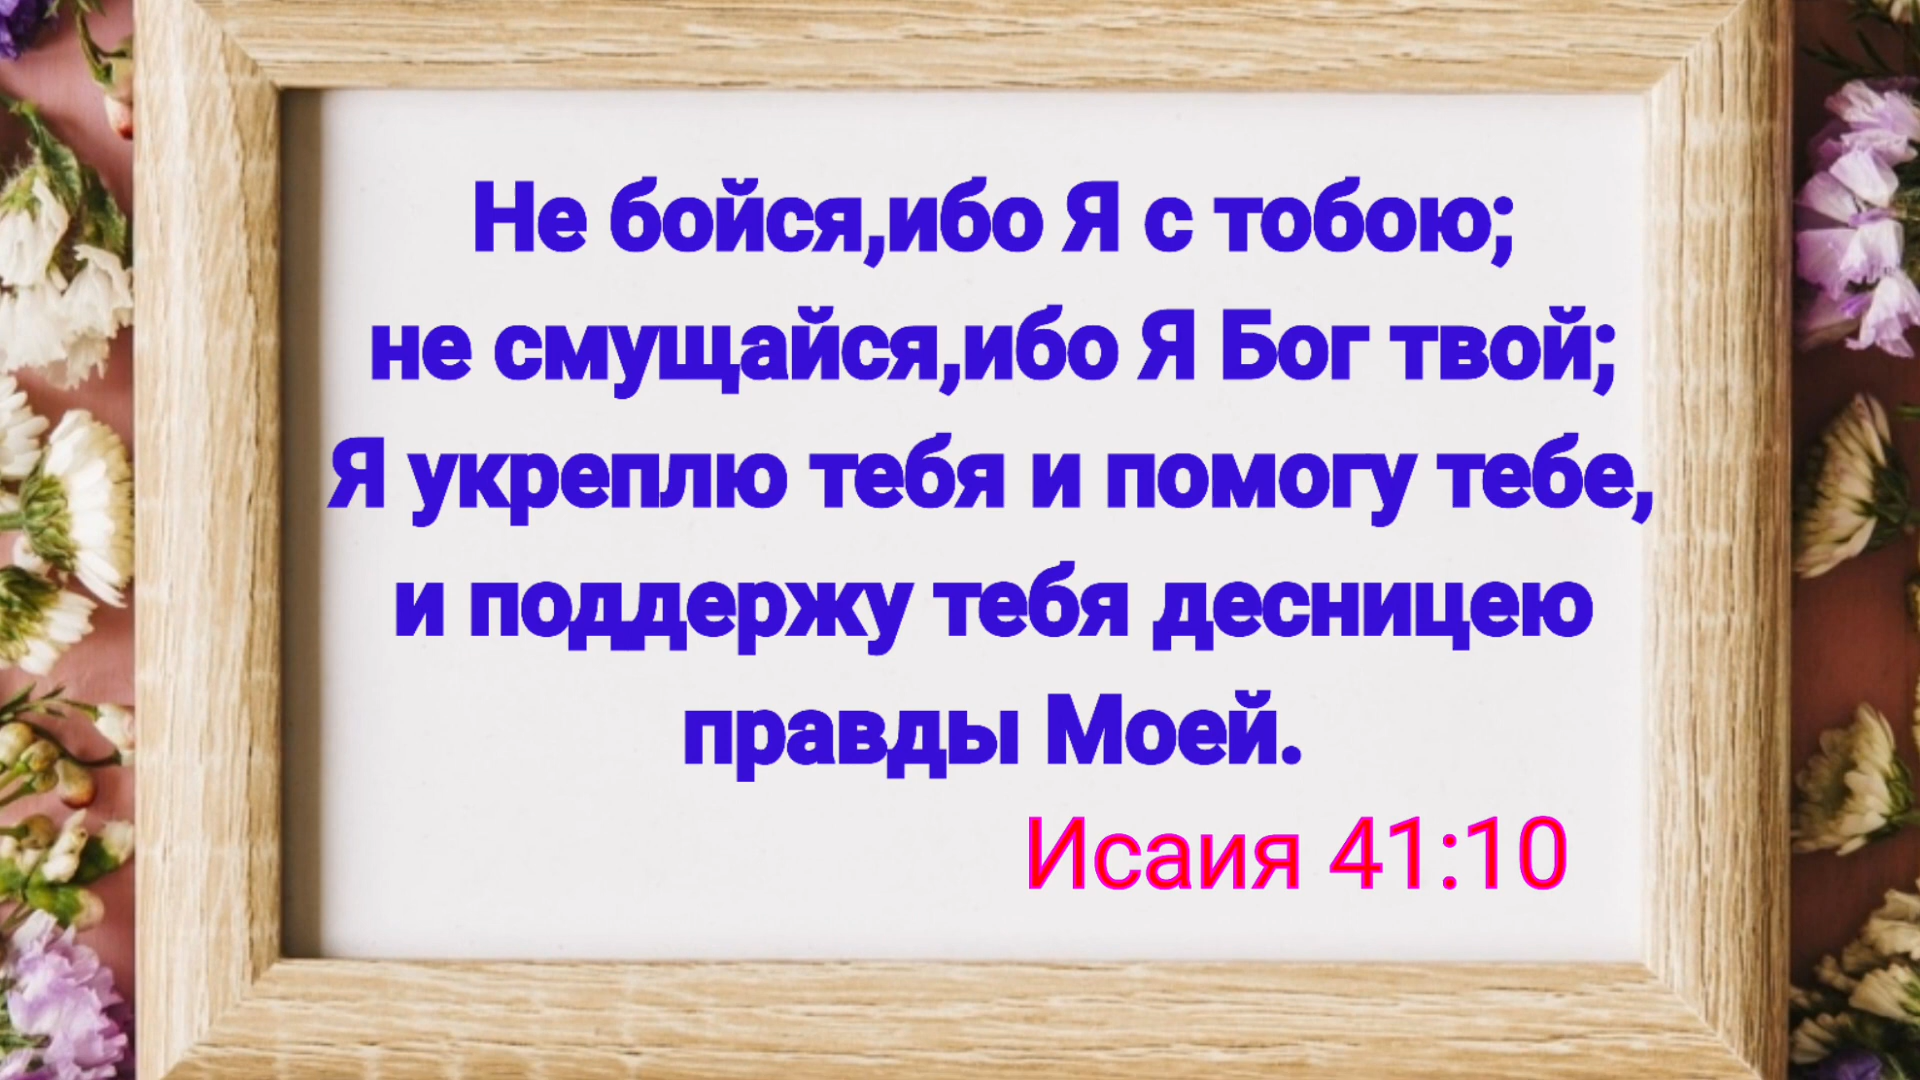 Не бойся,ибо Я с тобою;
не смущайся,ибо Я Бог твой;
Я укреплю тебя и помогу тебе,
и поддержу тебя десницею
правды Моей.
Исаия 41:10